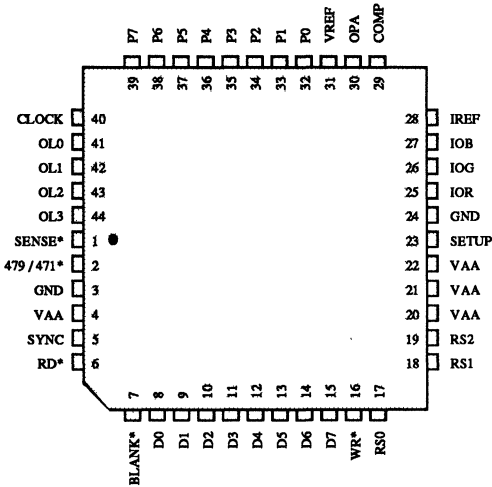 P7 P6 P5 P4 P3 P2 P1 P0 VREF OPA COMP
39 38 37 36 35 34 33 32 31 30 29
CLOCK 40 28 IREF
OL0 41 27 IOB
OL1 42 26 IOG
OL2 43 25 IOR
OL3 44 24 GND
SENSE* 1 23 SETUP
479 / 471* 2 22 VAA
GND 3 21 VAA
VAA 4 20 VAA
SYNC 5 19 RS2
RD* 6 18 RS1
7 8 9 10 11 12 13 14 15 16 17
BLANK* D0 D1 D2 D3 D4 D5 D6 D7 WR* RS0